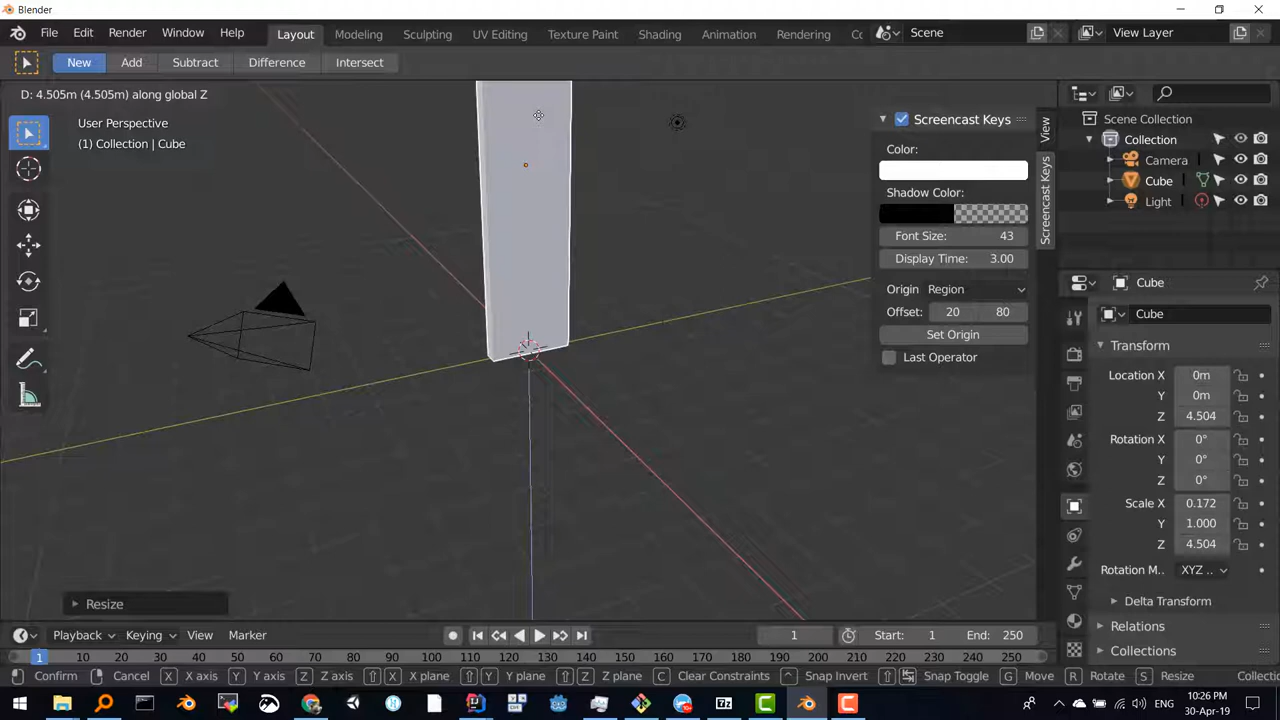 Blender
File Edit Render Window Help Layout Modeling Sculpting UV Editing Texture Paint Shading Animation Rendering Co Scene View Layer
New Add Subtract Difference Intersect
D: 4.505m (4.505m) along global Z
User Perspective
(1) Collection | Cube
Screencast Keys
Color:
Shadow Color:
Font Size: 43
Display Time: 3.00
Origin Region
Offset: 20 80
Set Origin
Last Operator
View
Screencast Keys
Scene Collection
Collection
Camera
Cube
Light
Cube
Cube
Transform
Location X 0m
Y 0m
Z 4.504
Rotation X 0°
Y 0°
Z 0°
Scale X 0.172
Y 1.000
Z 4.504
Rotation M.. XYZ ..
Delta Transform
Relations
Collections
Resize
Playback Keying View Marker 1 Start: 1 End: 250
1 10 20 30 40 50 60 70 80 90 100 110 120 130 140 150 160 170 180 190 200 210 220 230 240 250
Confirm Cancel X X axis Y Y axis Z Z axis X X plane Y Y plane Z Z plane C Clear Constraints Snap Invert Snap Toggle G Move R Rotate S Resize Collectio
ENG 10:26 PM
30-Apr-19